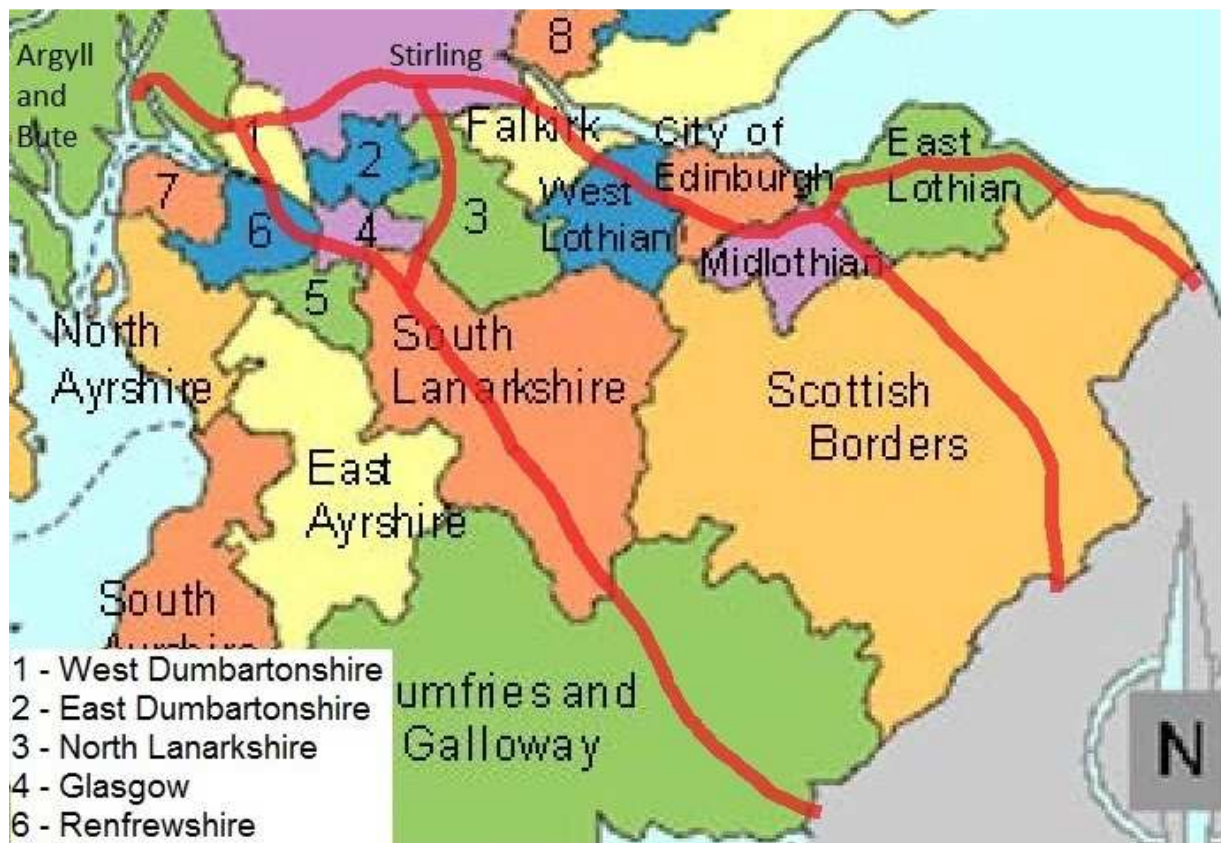 Argyll
and
Bute
Stirling
8
1
Falkirk
City of
Edinburgh
East
Lothian
2
7
6
4
3
West
Lothian
Midlothian
5
North
Ayrshire
South
Lanarkshire
Scottish
Borders
East
Ayrshire
South
umfries and
Galloway
N
1 - West Dumbartonshire
2 - East Dumbartonshire
3 - North Lanarkshire
4 - Glasgow
6 - Renfrewshire